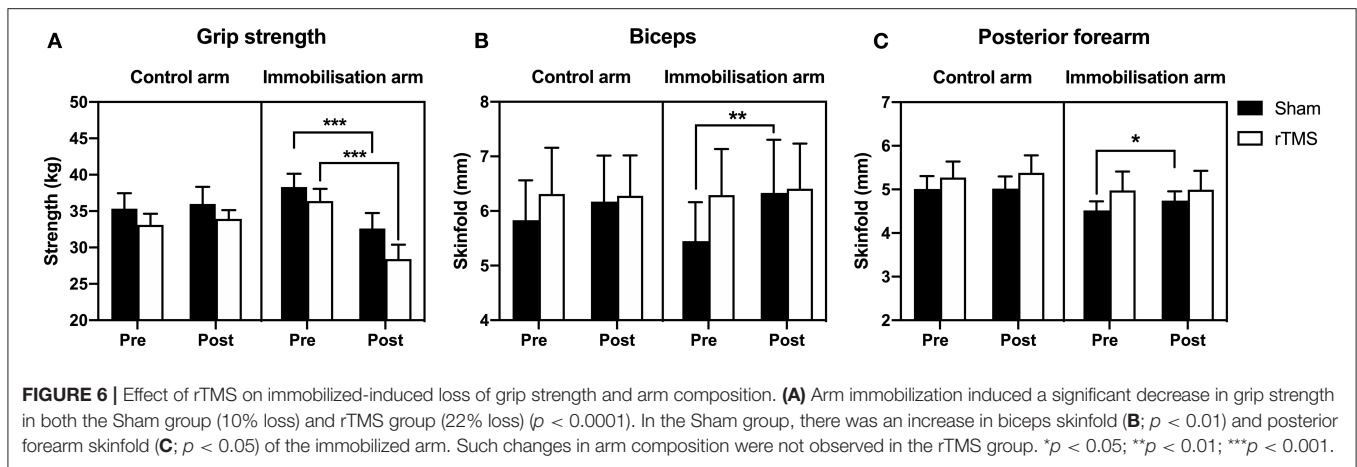 A Grip strength
Control arm Immobilisation arm
Strength (kg)
50
45
40
35
30
25
20
***
***
Pre Post Pre Post
B Biceps
Control arm Immobilisation arm
Skinfold (mm)
8
7
6
5
4
**
Pre Post Pre Post
C Posterior forearm
Control arm Immobilisation arm
Skinfold (mm)
7
6
5
4
3
2
*
Pre Post Pre Post
Sham
rTMS
FIGURE 6 | Effect of rTMS on immobilized-induced loss of grip strength and arm composition. (A) Arm immobilization induced a significant decrease in grip strength
in both the Sham group (10% loss) and rTMS group (22% loss) (p < 0.0001). In the Sham group, there was an increase in biceps skinfold (B; p < 0.01) and posterior
forearm skinfold (C; p < 0.05) of the immobilized arm. Such changes in arm composition were not observed in the rTMS group. *p < 0.05; **p < 0.01; ***p < 0.001.